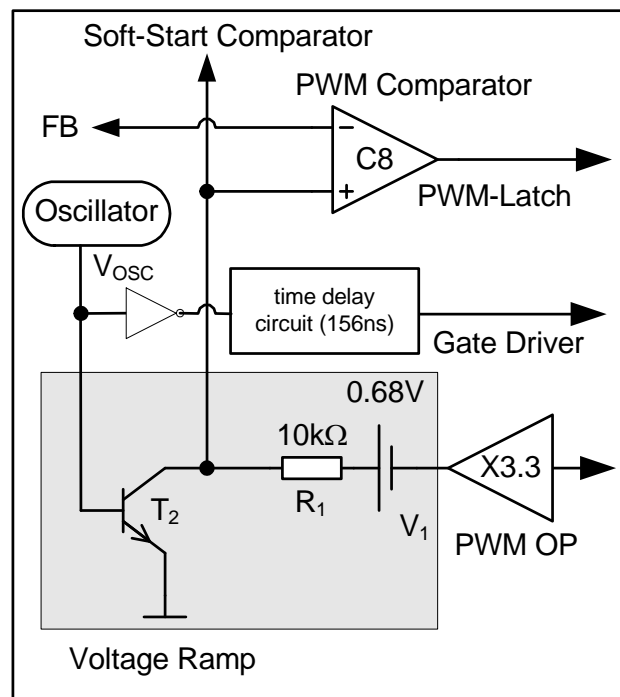 Soft-Start Comparator
PWM Comparator
FB
−
C8
+
PWM-Latch
Oscillator
VOSC
time delay
circuit (156ns)
Gate Driver
0.68V
10kΩ
X3.3
R1
T2
V1
PWM OP
Voltage Ramp